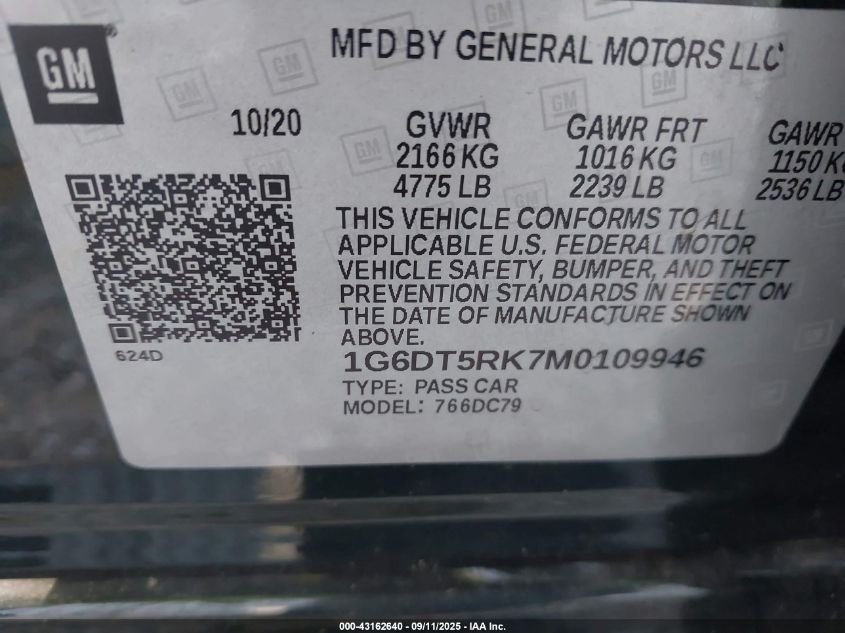 GM
MFD BY GENERAL MOTORS LLC
10/20
GVWR
2166 KG
4775 LB
GAWR FRT
1016 KG
2239 LB
GAWR
1150 KG
2536 LB
THIS VEHICLE CONFORMS TO ALL
APPLICABLE U.S. FEDERAL MOTOR
VEHICLE SAFETY, BUMPER, AND THEFT
PREVENTION STANDARDS IN EFFECT ON
THE DATE OF MANUFACTURE SHOWN
ABOVE.
624D
1G6DT5RK7M0109946
TYPE: PASS CAR
MODEL: 766DC79
000-43162640 - 09/11/2025 - IAA Inc.